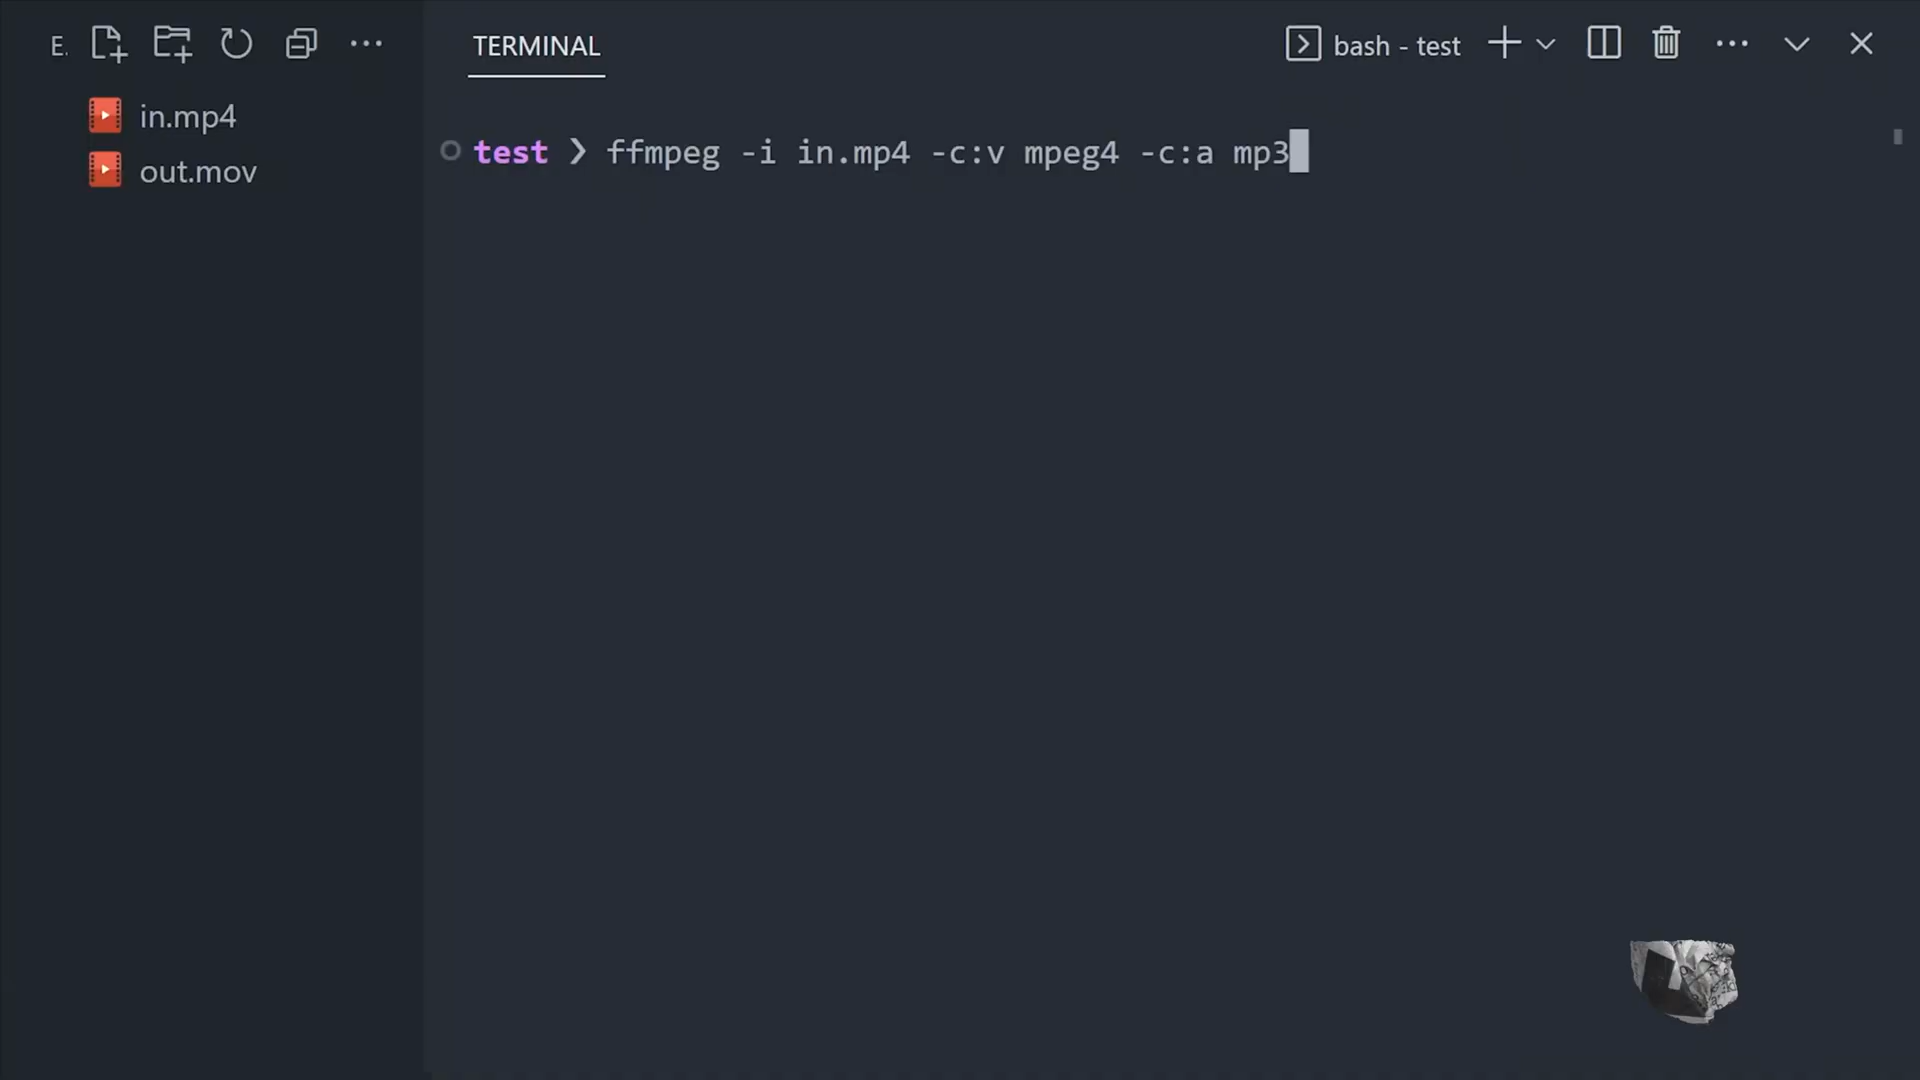 E.
TERMINAL
bash - test
in.mp4
out.mov
test ❯ ffmpeg -i in.mp4 -c:v mpeg4 -c:a mp3